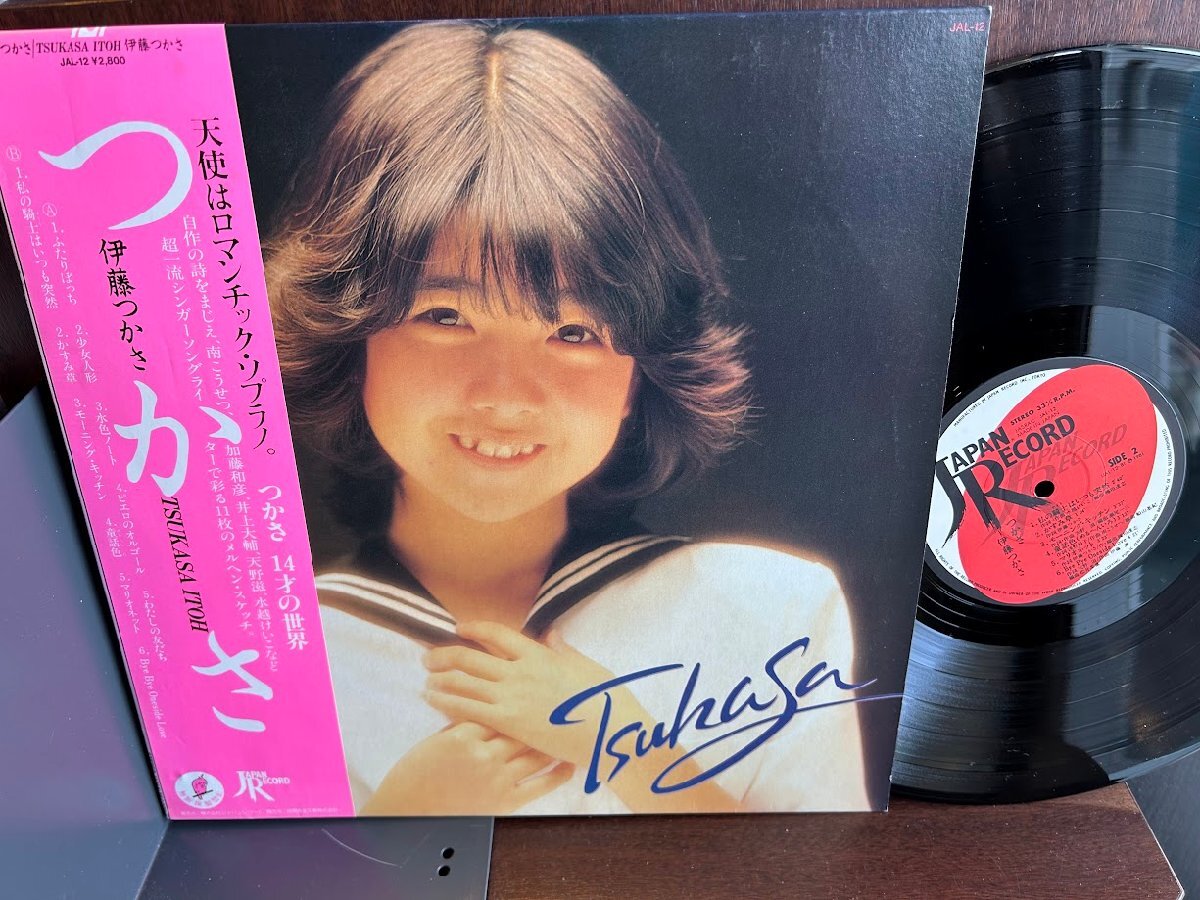 つかさ/TSUKASA ITOH 伊藤つかさ
JAL-12 ¥2,800
つかさ
伊藤つかさ
TSUKASA ITOH
天使はロマンチック・ソプラノ。
自作の詩をまじえ、南こうせつ、加藤和彦、井上大輔、天野滋、水越けいこなど
超一流シンガーソングライターで彩る11枚のメルヘンスケッチ。
つかさ 14才の世界
Ⓐ 1.ふたりぼっち 2.少女人形 3.水色ノート 4.ピエロのオルゴール 5.わたしの友だち
Ⓑ 1.私の騎士はいつも突然 2.かすみ草 3.モーニング・キッチン 4.童話色 5.マリオネット 6.Bye Bye Oneside Love
JAPAN RECORD
JAL-12
Tsukasa
STEREO 33⅓ R.P.M.
JAL-12
MADE IN JAPAN
JAPAN RECORD
SIDE 2
つかさ
伊藤つかさ